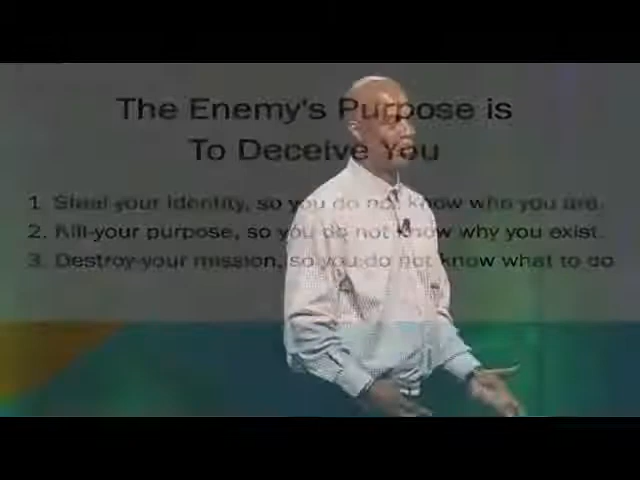 The Enemy's Purpose is
To Deceive You
1. Steal your identity, so you do not know who you are.
2. Kill your purpose, so you do not know why you exist.
3. Destroy your mission, so you do not know what to do